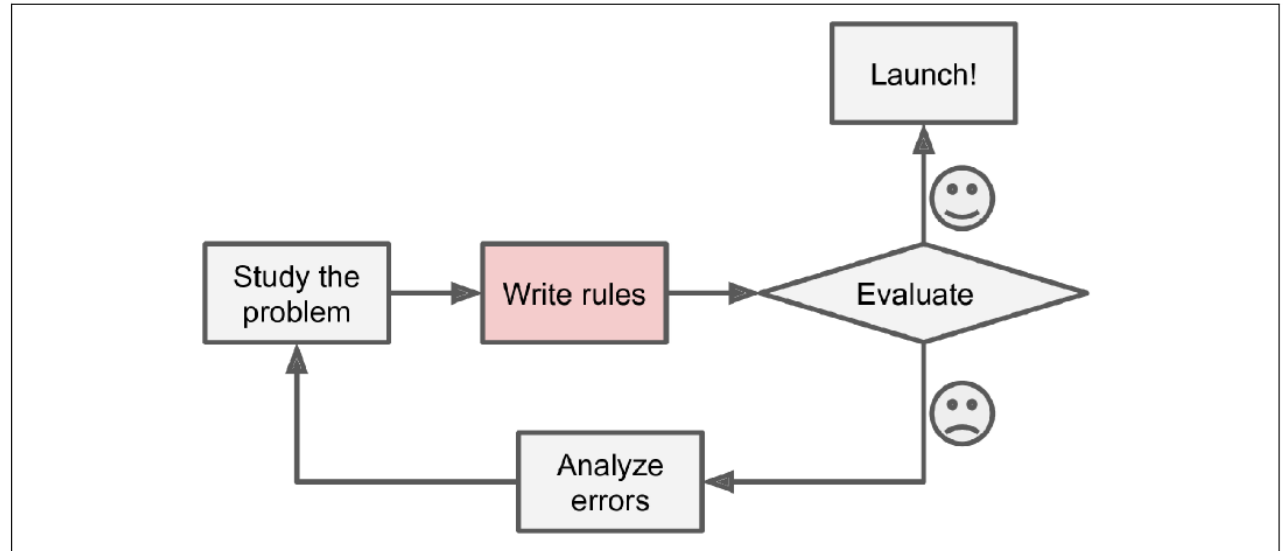 Launch!
Study the
problem
Write rules
Evaluate
Analyze
errors